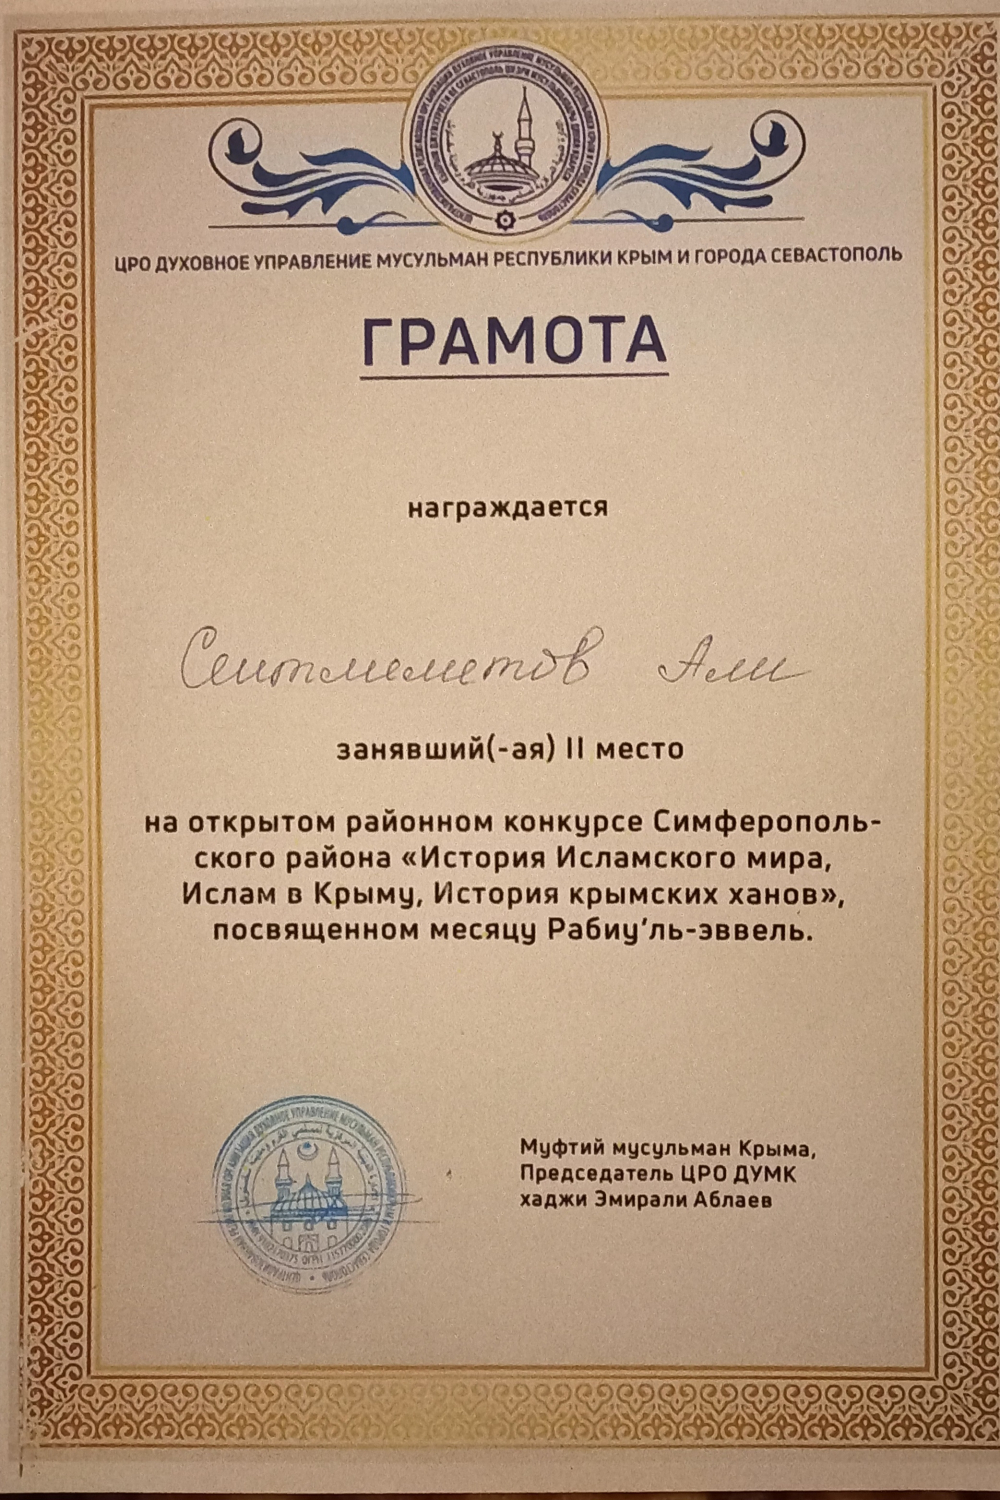 ЦРО ДУХОВНОЕ УПРАВЛЕНИЕ МУСУЛЬМАН РЕСПУБЛИКИ КРЫМ И ГОРОДА СЕВАСТОПОЛЬ
ГРАМОТА
награждается
Сеитмеметов Али
занявший(-ая) II место
на открытом районном конкурсе Симферополь-
ского района «История Исламского мира,
Ислам в Крыму, История крымских ханов»,
посвященном месяцу Рабиу’ль-эввель.
Муфтий мусульман Крыма,
Председатель ЦРО ДУМК
хаджи Эмирали Аблаев